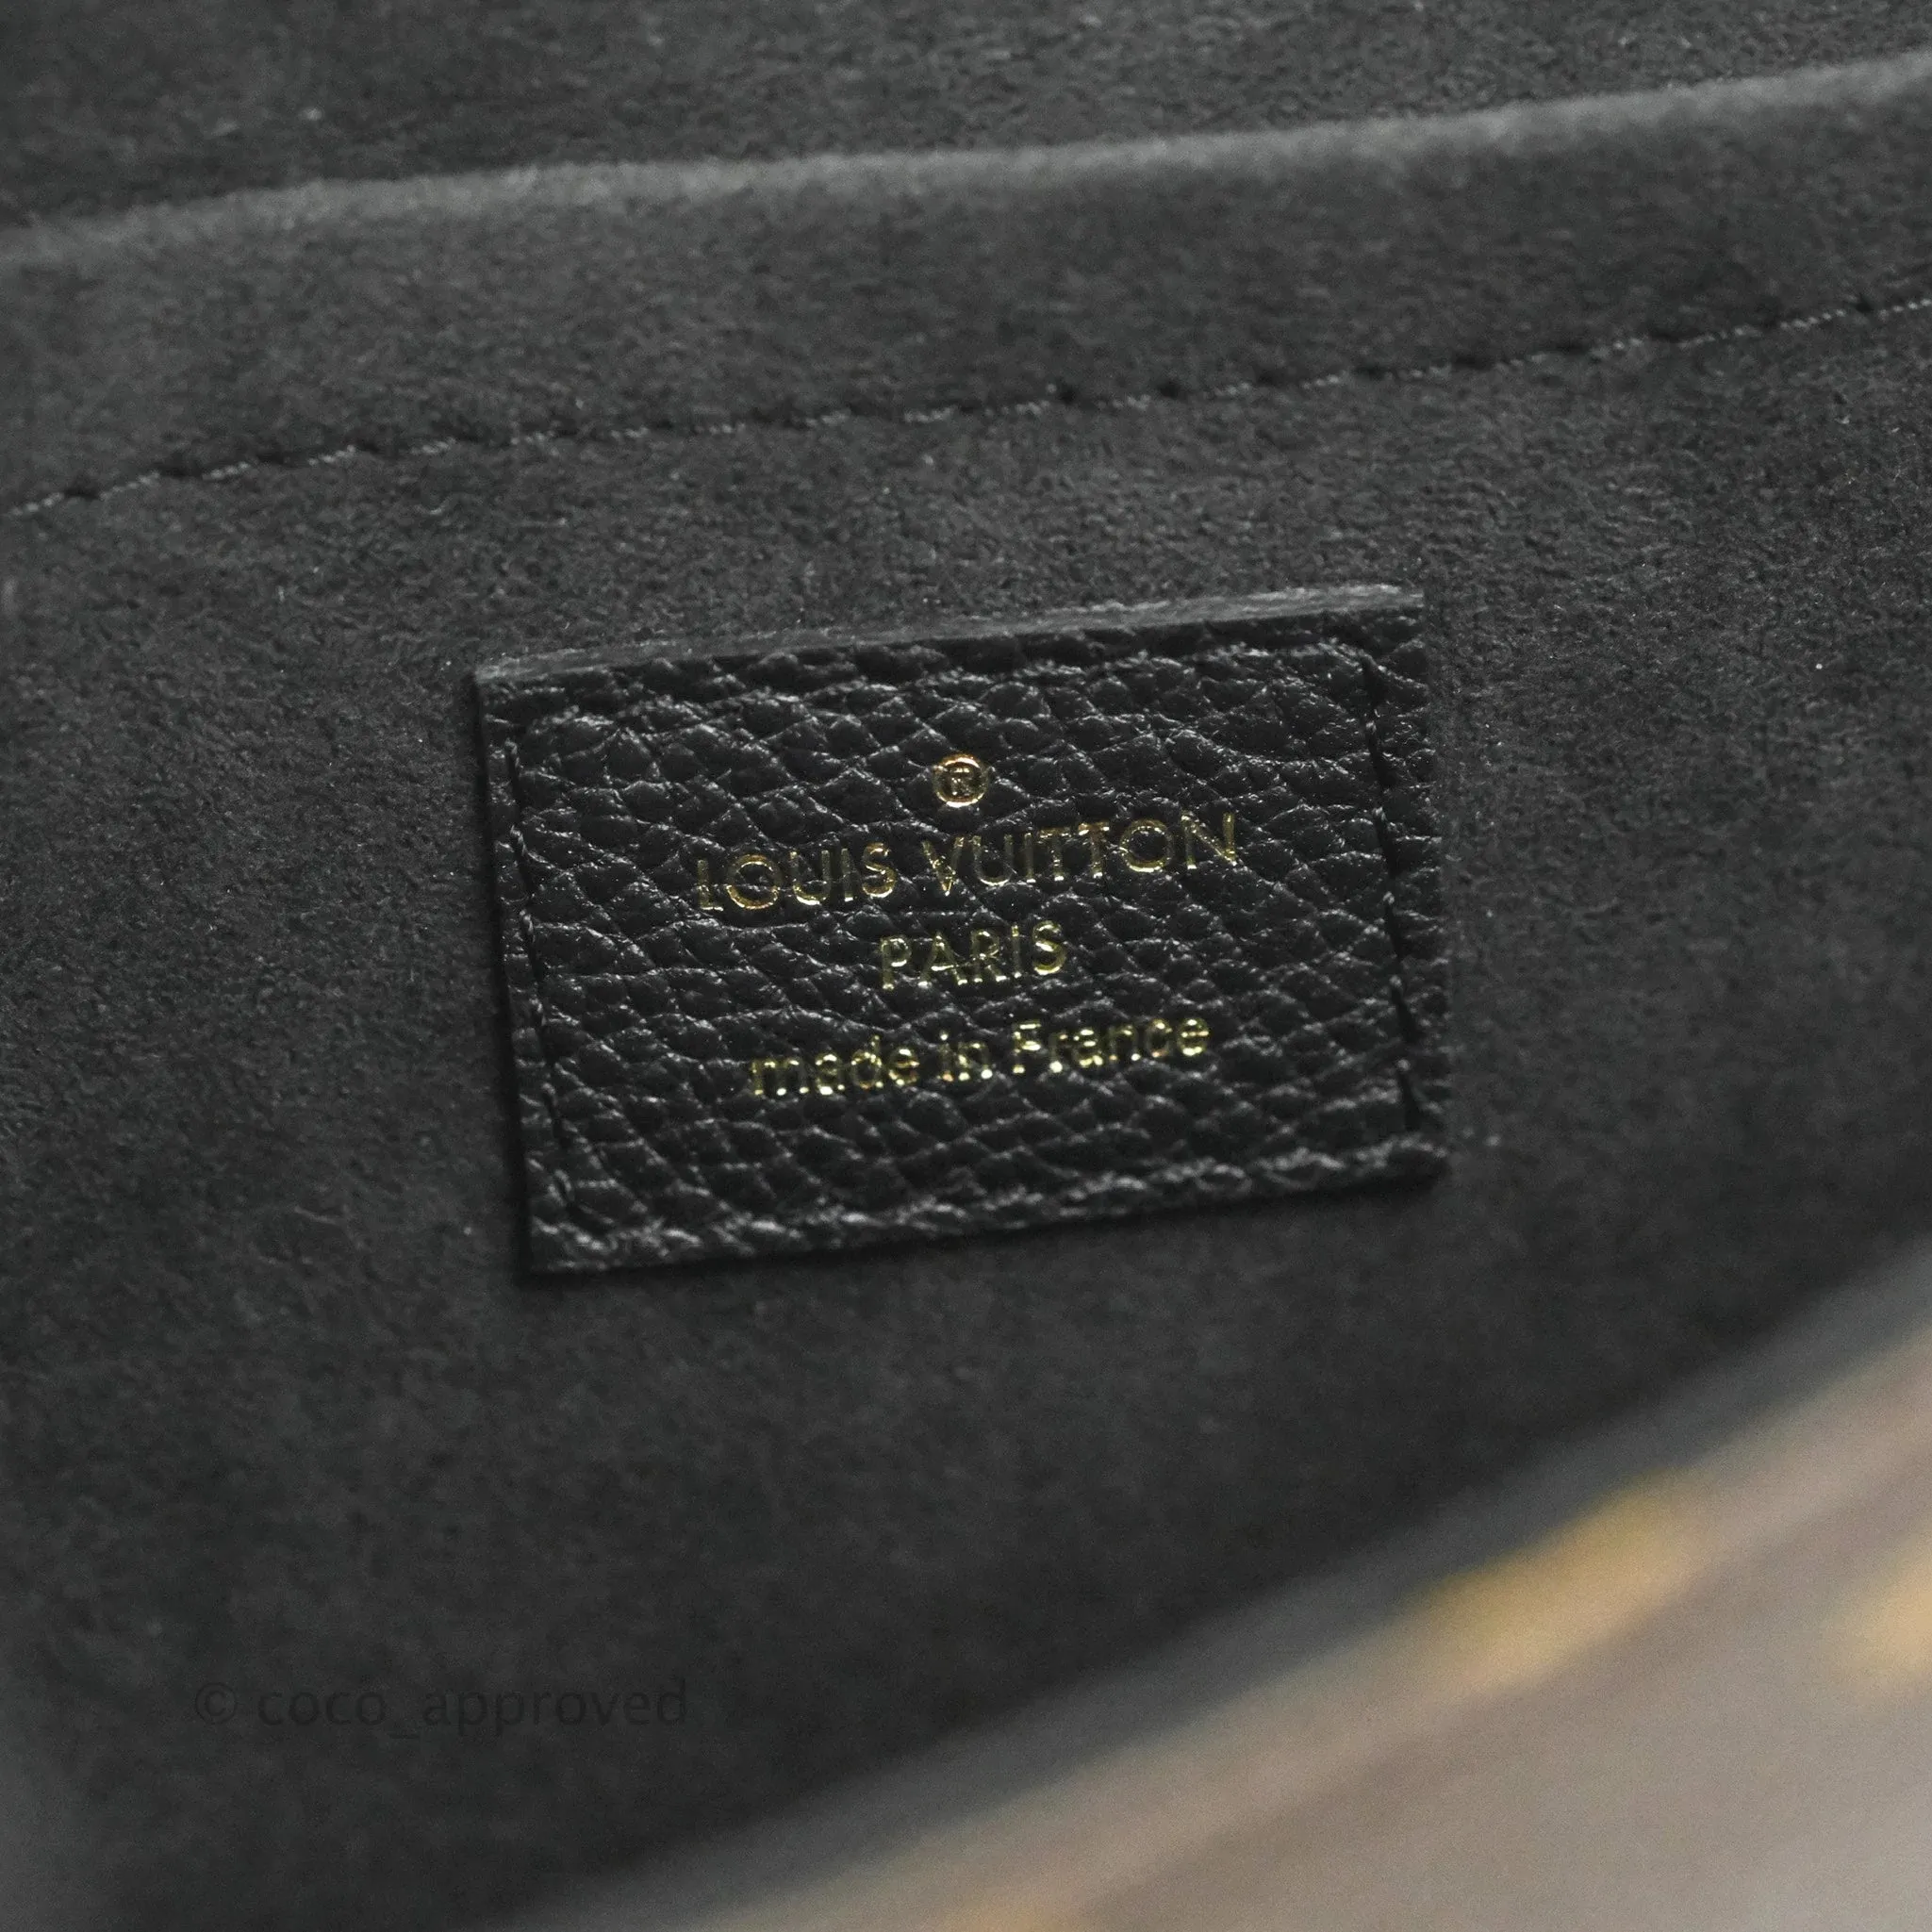 ®
LOUIS VUITTON
PARIS
made in France
© coco_approved